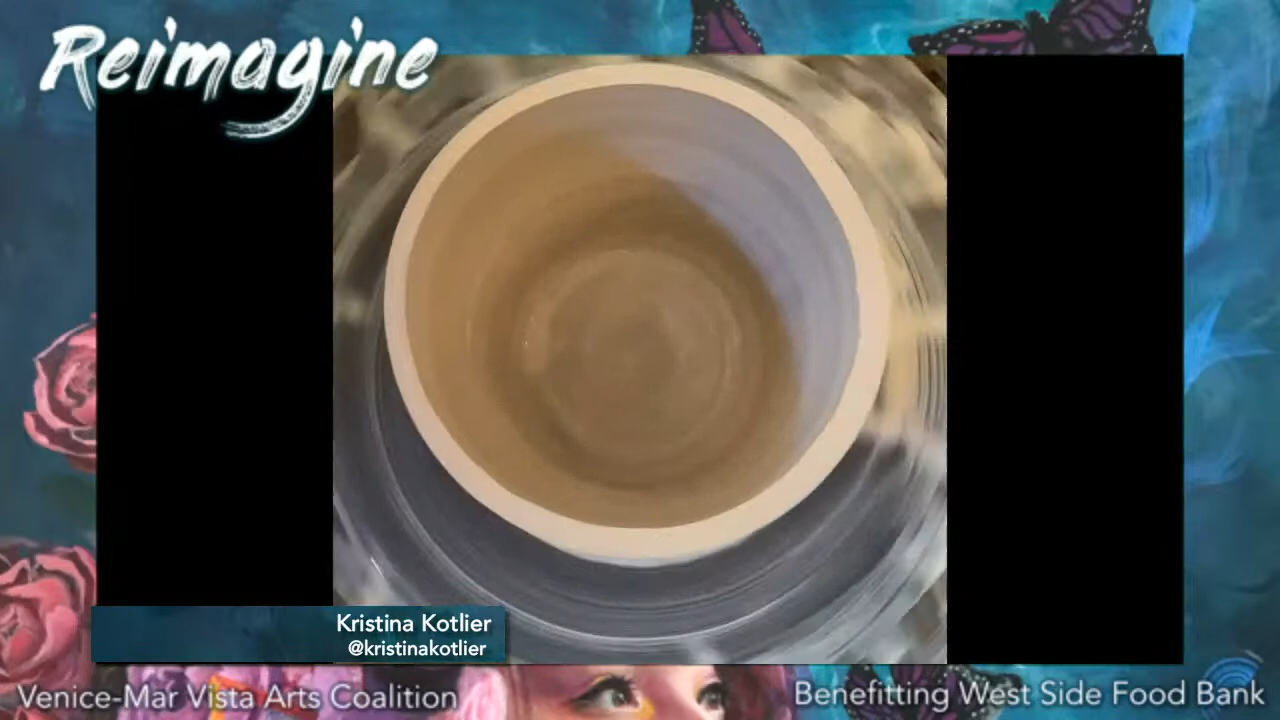 Reimagine
Kristina Kotlier
@kristinakotlier
Venice-Mar Vista Arts Coalition
Benefitting West Side Food Bank